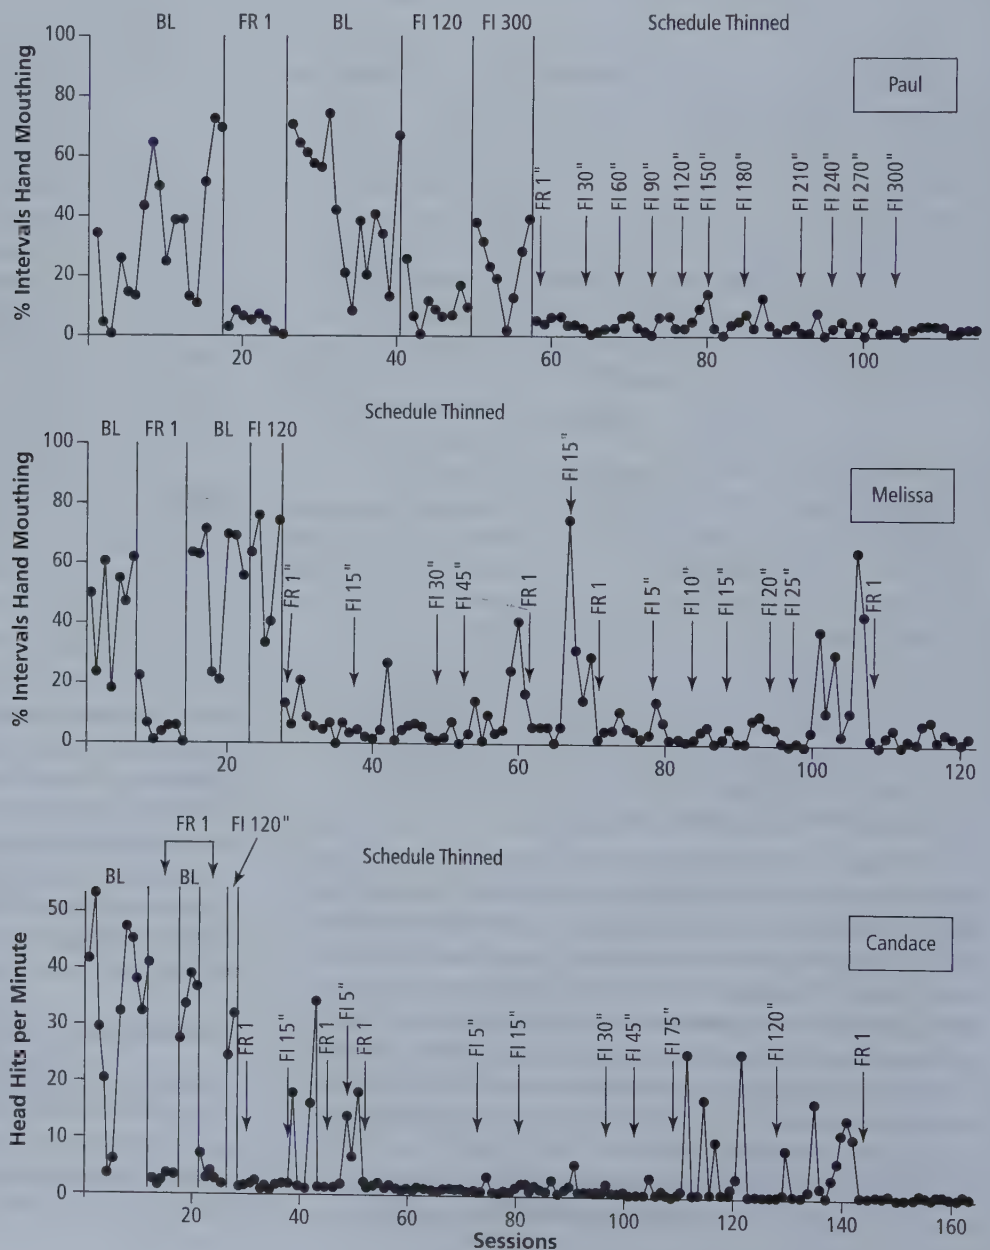 BL FR 1 BL FI 120 FI 300 Schedule Thinned
Paul
% Intervals Hand Mouthing
100
80
60
40
20
0
FR 1" FI 30" FI 60" FI 90" FI 120" FI 150" FI 180" FI 210" FI 240" FI 270" FI 300"
20 40 60 80 100
Schedule Thinned
BL FR 1 BL FI 120
Melissa
% Intervals Hand Mouthing
100
80
60
40
20
0
FR 1" FI 15" FI 30" FI 45" FR 1 FI 15" FR 1 FI 5" FI 10" FI 15" FI 20" FI 25" FR 1
20 40 60 80 100 120
FR 1 FI 120"
Schedule Thinned
BL BL
Candace
Head Hits per Minute
50
40
30
20
10
0
FR 1 FI 15" FR 1 FI 5" FR 1 FI 5" FI 15" FI 30" FI 45" FI 75" FI 120" FR 1
20 40 60 80 100 120 140 160
Sessions